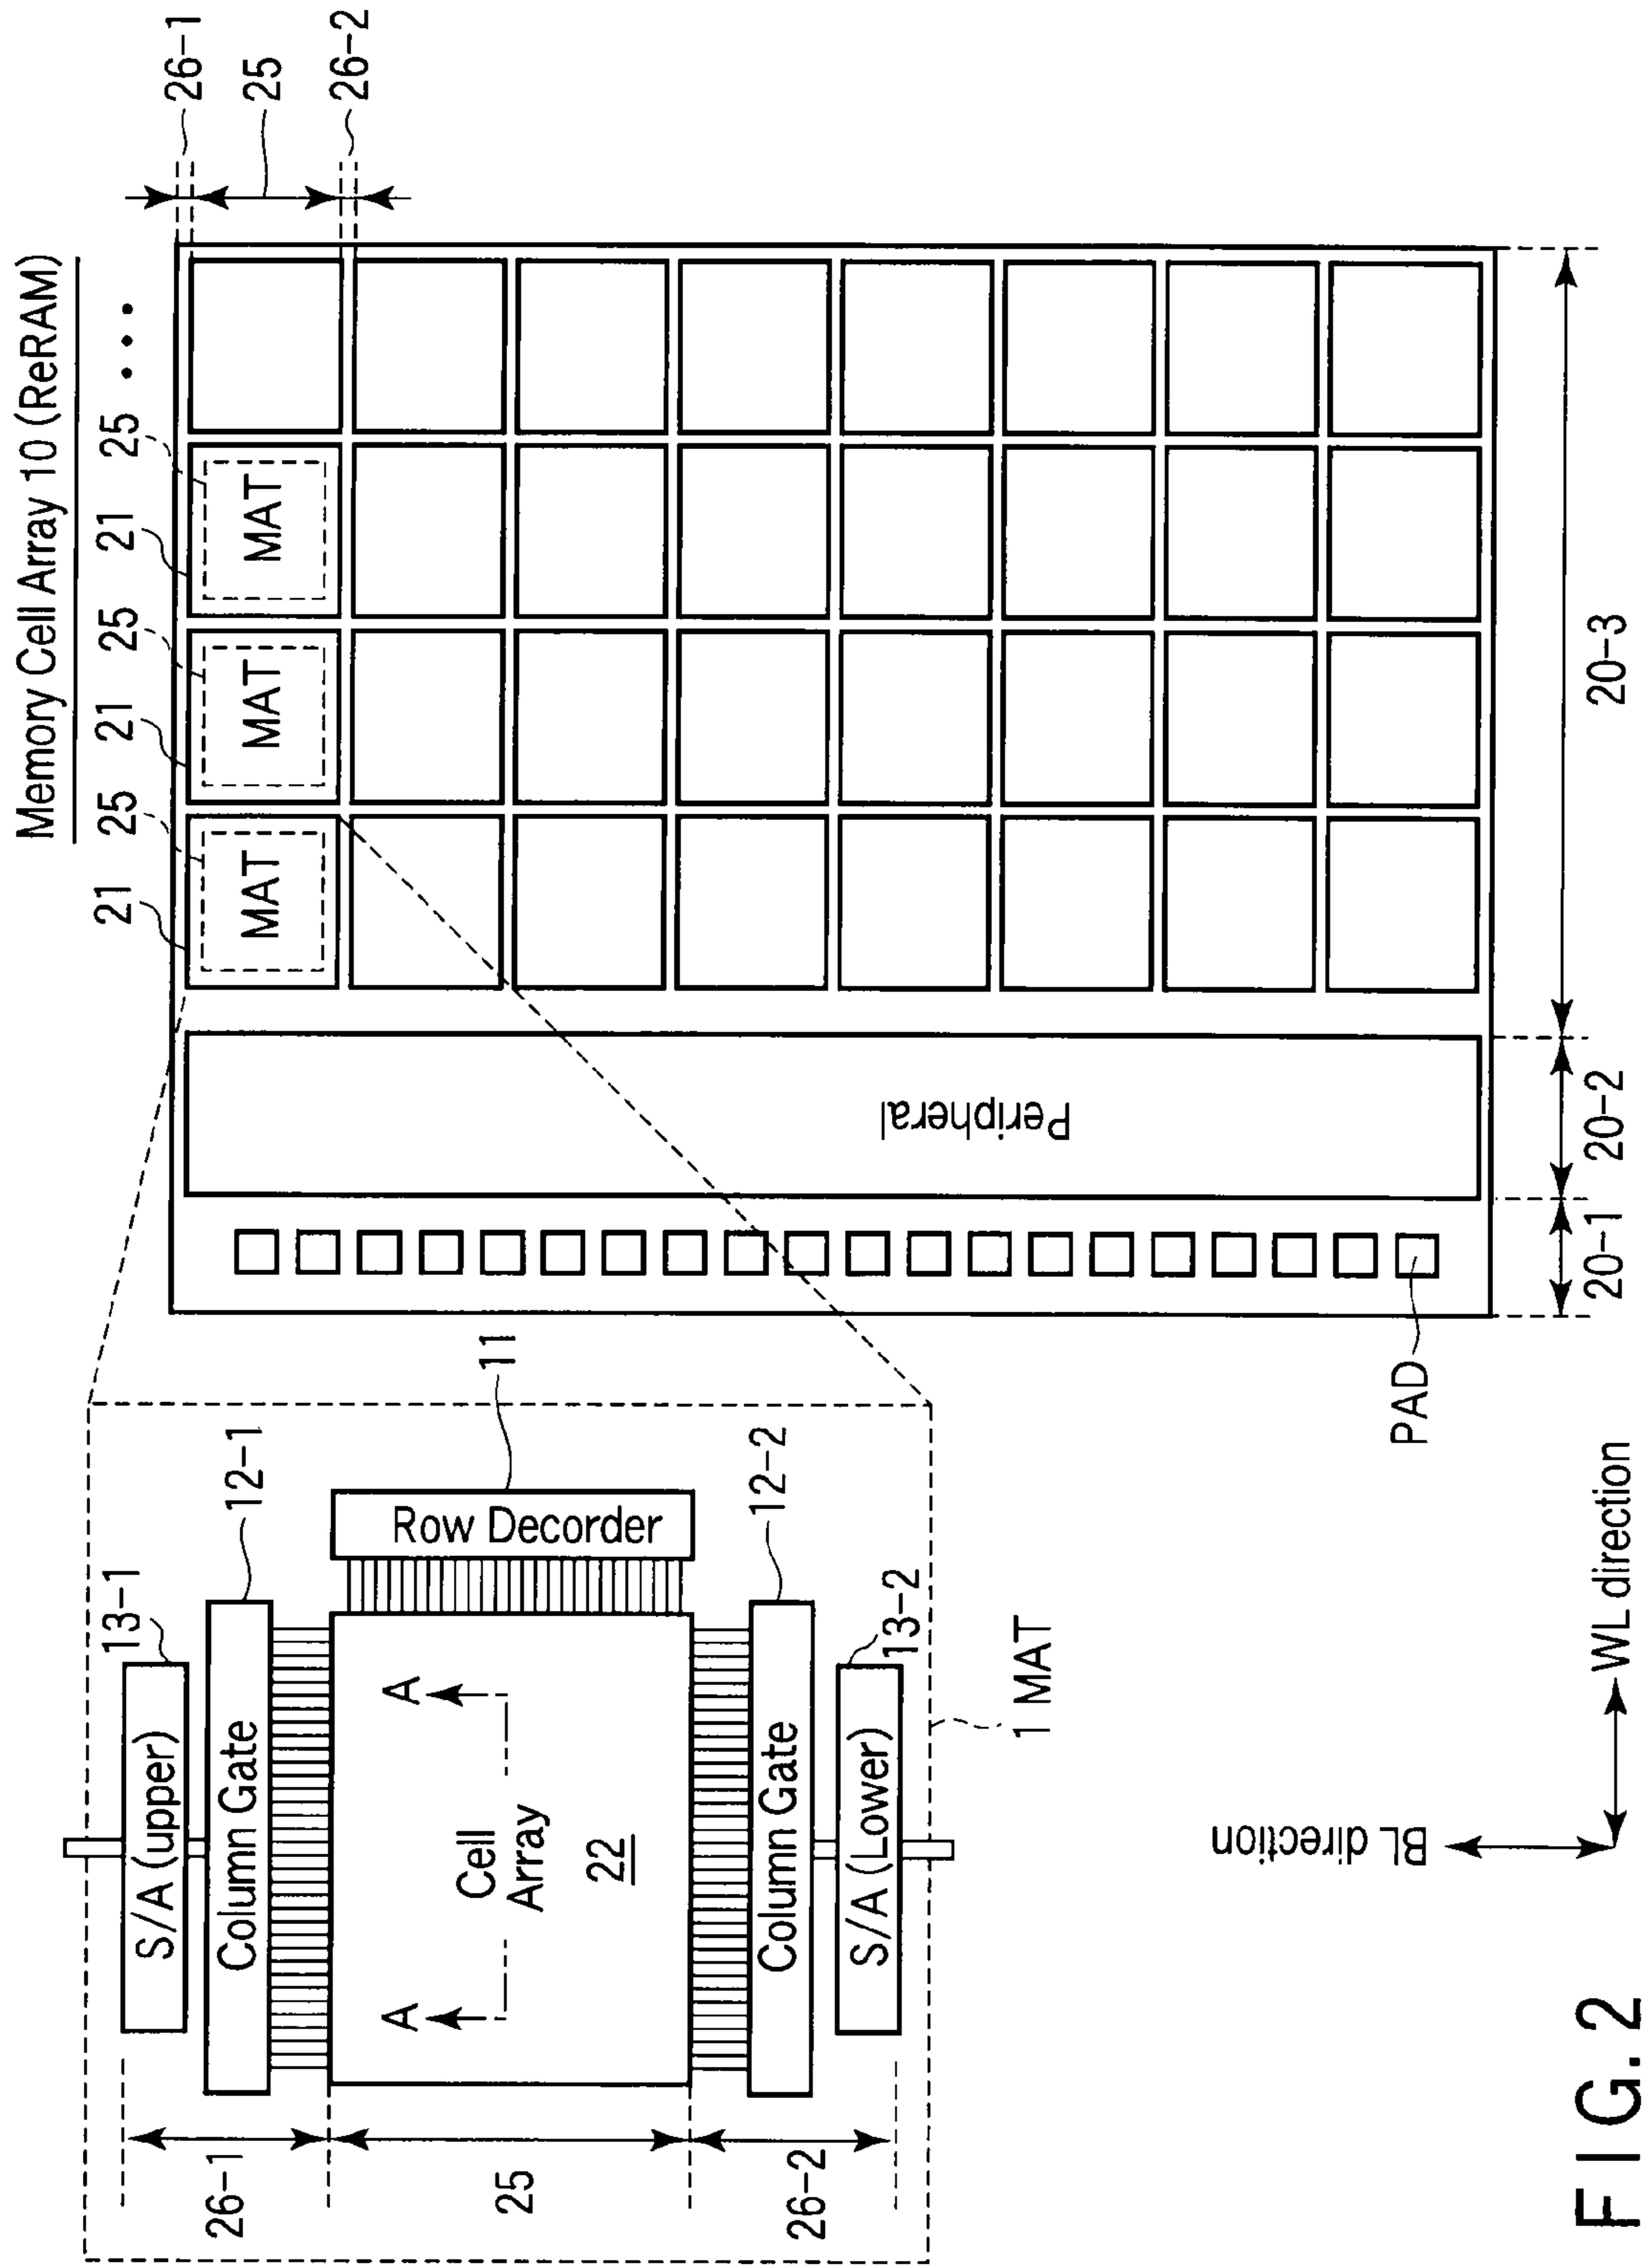 Memory Cell Array 10 (ReRAM)
21 25 21 25 21 25 ...
MAT MAT MAT
26-1
25
26-2
Peripheral
PAD
20-1 20-2 20-3
13-1
S/A (upper)
12-1
Column Gate
11
Row Decorder
A A
Cell
Array
22
12-2
Column Gate
13-2
S/A (Lower)
26-1
25
26-2
1 MAT
BL direction
WL direction
FIG. 2